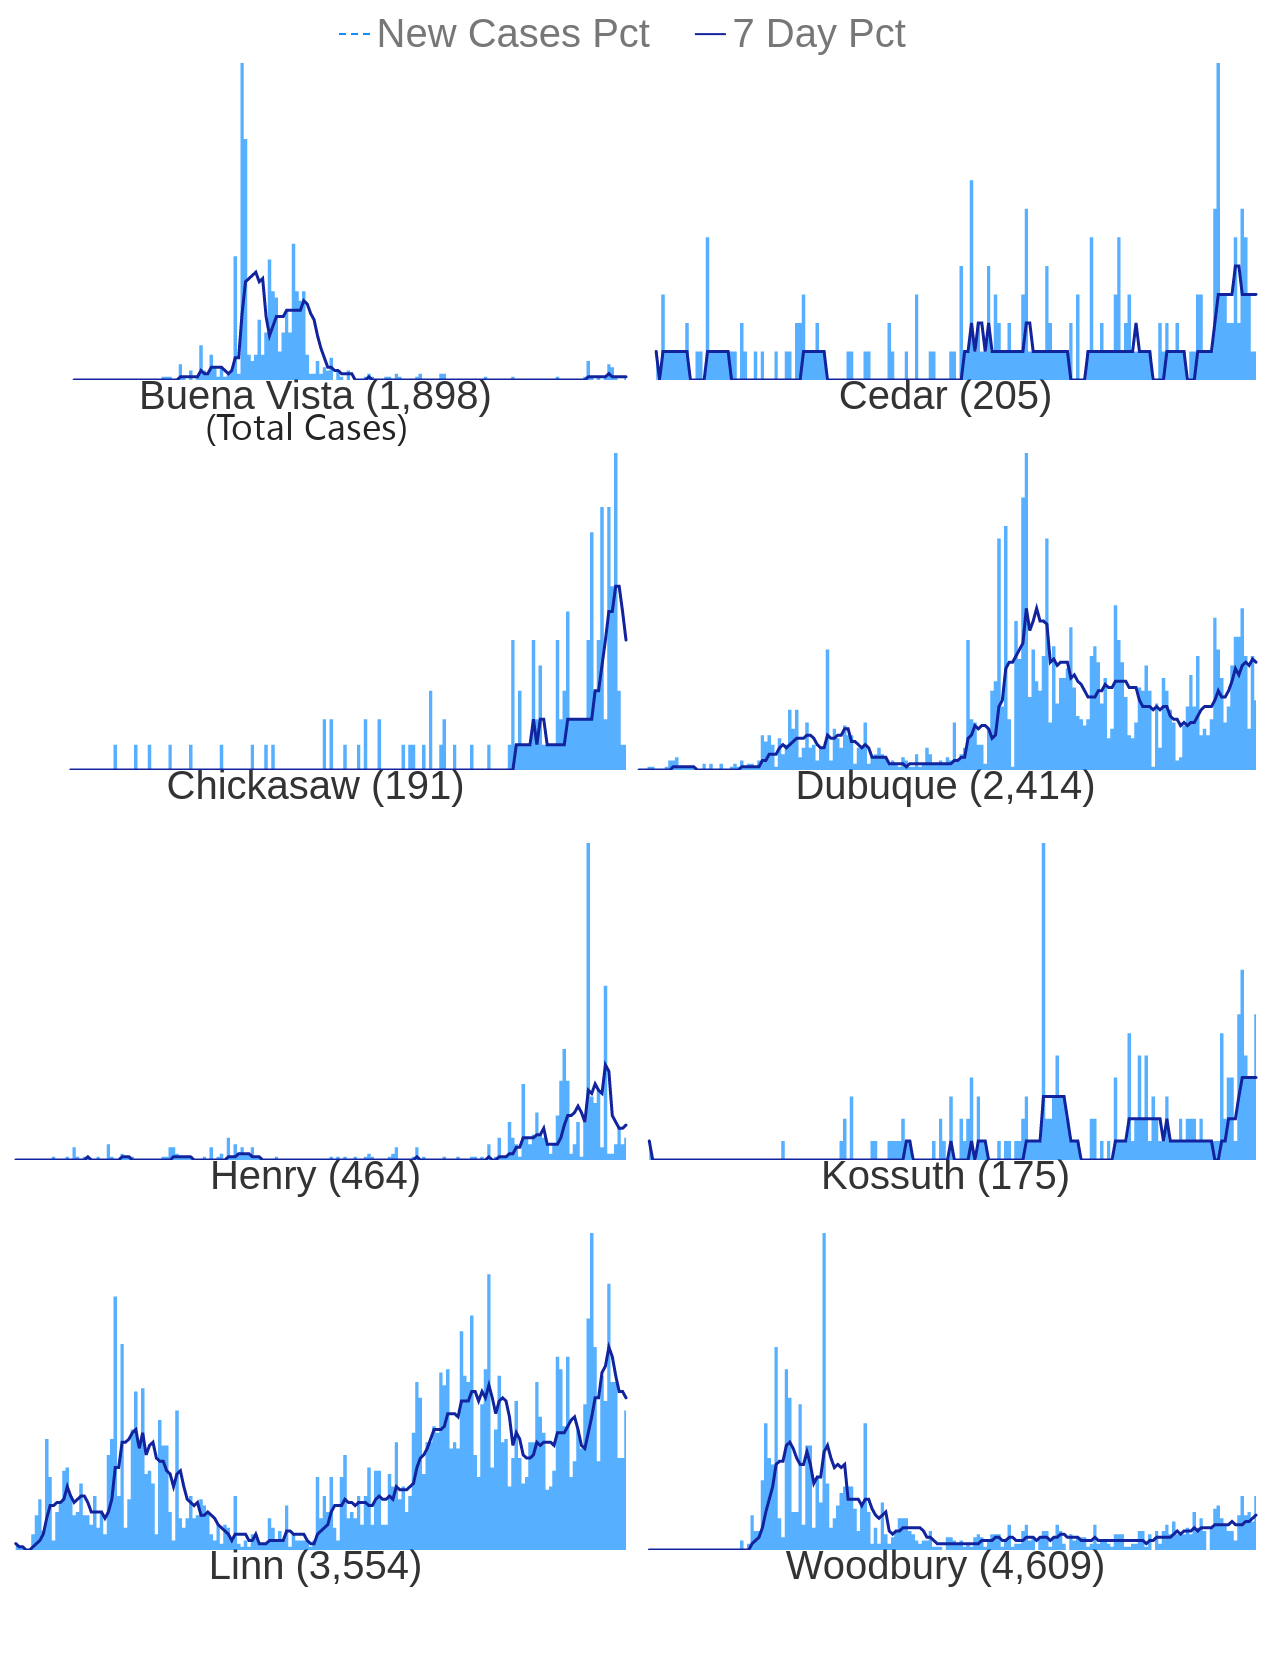 New Cases Pct 7 Day Pct
Buena Vista (1,898) Cedar (205)
(Total Cases)
Chickasaw (191) Dubuque (2,414)
Henry (464) Kossuth (175)
Linn (3,554) Woodbury (4,609)